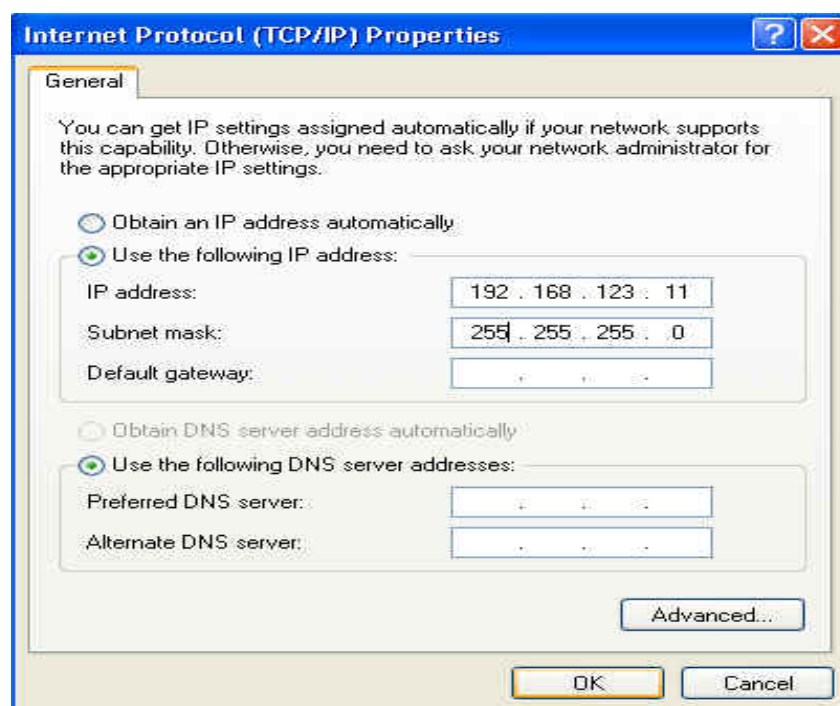 Internet Protocol (TCP/IP) Properties
General
You can get IP settings assigned automatically if your network supports
this capability. Otherwise, you need to ask your network administrator for
the appropriate IP settings.
Obtain an IP address automatically
Use the following IP address:
IP address: 192 . 168 . 123 . 11
Subnet mask: 255 . 255 . 255 . 0
Default gateway: . . .
Obtain DNS server address automatically
Use the following DNS server addresses:
Preferred DNS server: . . .
Alternate DNS server: . . .
Advanced...
OK Cancel